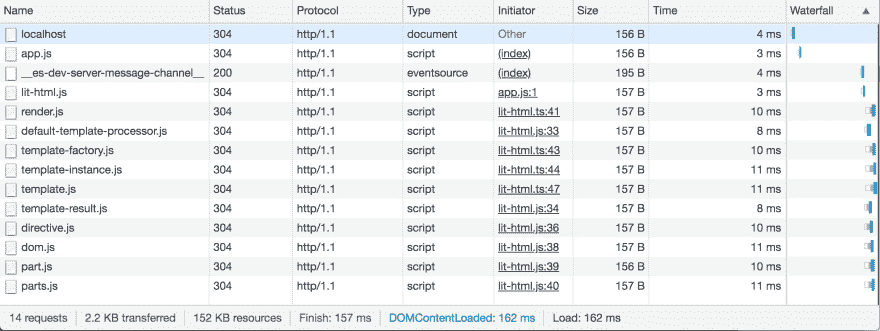 Name Status Protocol Type Initiator Size Time Waterfall ▲
localhost 304 http/1.1 document Other 156 B 4 ms
app.js 304 http/1.1 script (index) 156 B 3 ms
__es-dev-server-message-channel__ 200 http/1.1 eventsource (index) 195 B 4 ms
lit-html.js 304 http/1.1 script app.js:1 157 B 3 ms
render.js 304 http/1.1 script lit-html.ts:41 157 B 10 ms
default-template-processor.js 304 http/1.1 script lit-html.js:33 157 B 8 ms
template-factory.js 304 http/1.1 script lit-html.ts:43 157 B 10 ms
template-instance.js 304 http/1.1 script lit-html.ts:44 157 B 11 ms
template.js 304 http/1.1 script lit-html.ts:47 157 B 11 ms
template-result.js 304 http/1.1 script lit-html.js:34 157 B 8 ms
directive.js 304 http/1.1 script lit-html.js:36 157 B 10 ms
dom.js 304 http/1.1 script lit-html.js:38 157 B 11 ms
part.js 304 http/1.1 script lit-html.js:39 156 B 10 ms
parts.js 304 http/1.1 script lit-html.js:40 157 B 11 ms
14 requests 2.2 KB transferred 152 KB resources Finish: 157 ms DOMContentLoaded: 162 ms Load: 162 ms